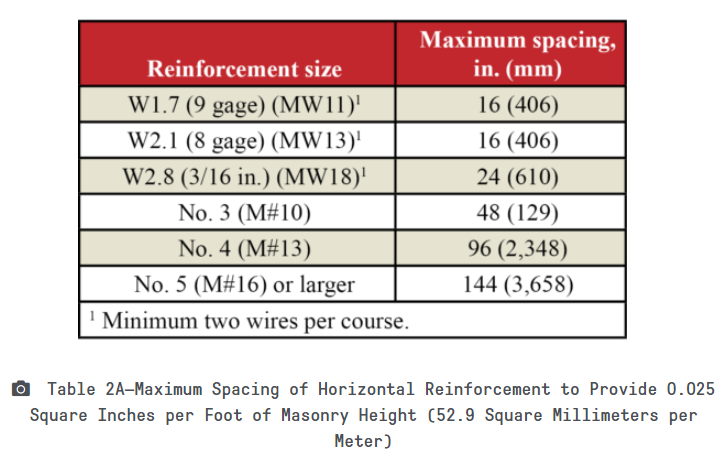 Reinforcement size
Maximum spacing,
in. (mm)
W1.7 (9 gage) (MW11)¹
16 (406)
W2.1 (8 gage) (MW13)¹
16 (406)
W2.8 (3/16 in.) (MW18)¹
24 (610)
No. 3 (M#10)
48 (129)
No. 4 (M#13)
96 (2,348)
No. 5 (M#16) or larger
144 (3,658)
¹ Minimum two wires per course.
Table 2A—Maximum Spacing of Horizontal Reinforcement to Provide 0.025
Square Inches per Foot of Masonry Height (52.9 Square Millimeters per
Meter)